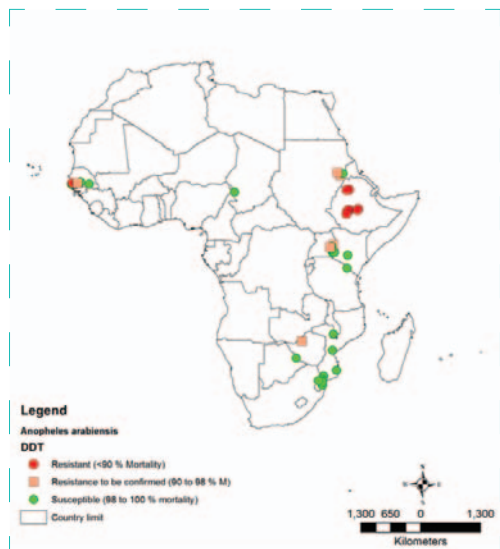 Legend
Anopheles arabiensis
DDT
Resistant (<90 % Mortality)
Resistance to be confirmed (90 to 98 % M)
Susceptible (98 to 100 % mortality)
Country limit
N
W E
S
1,300 650 0 1,300
Kilometers